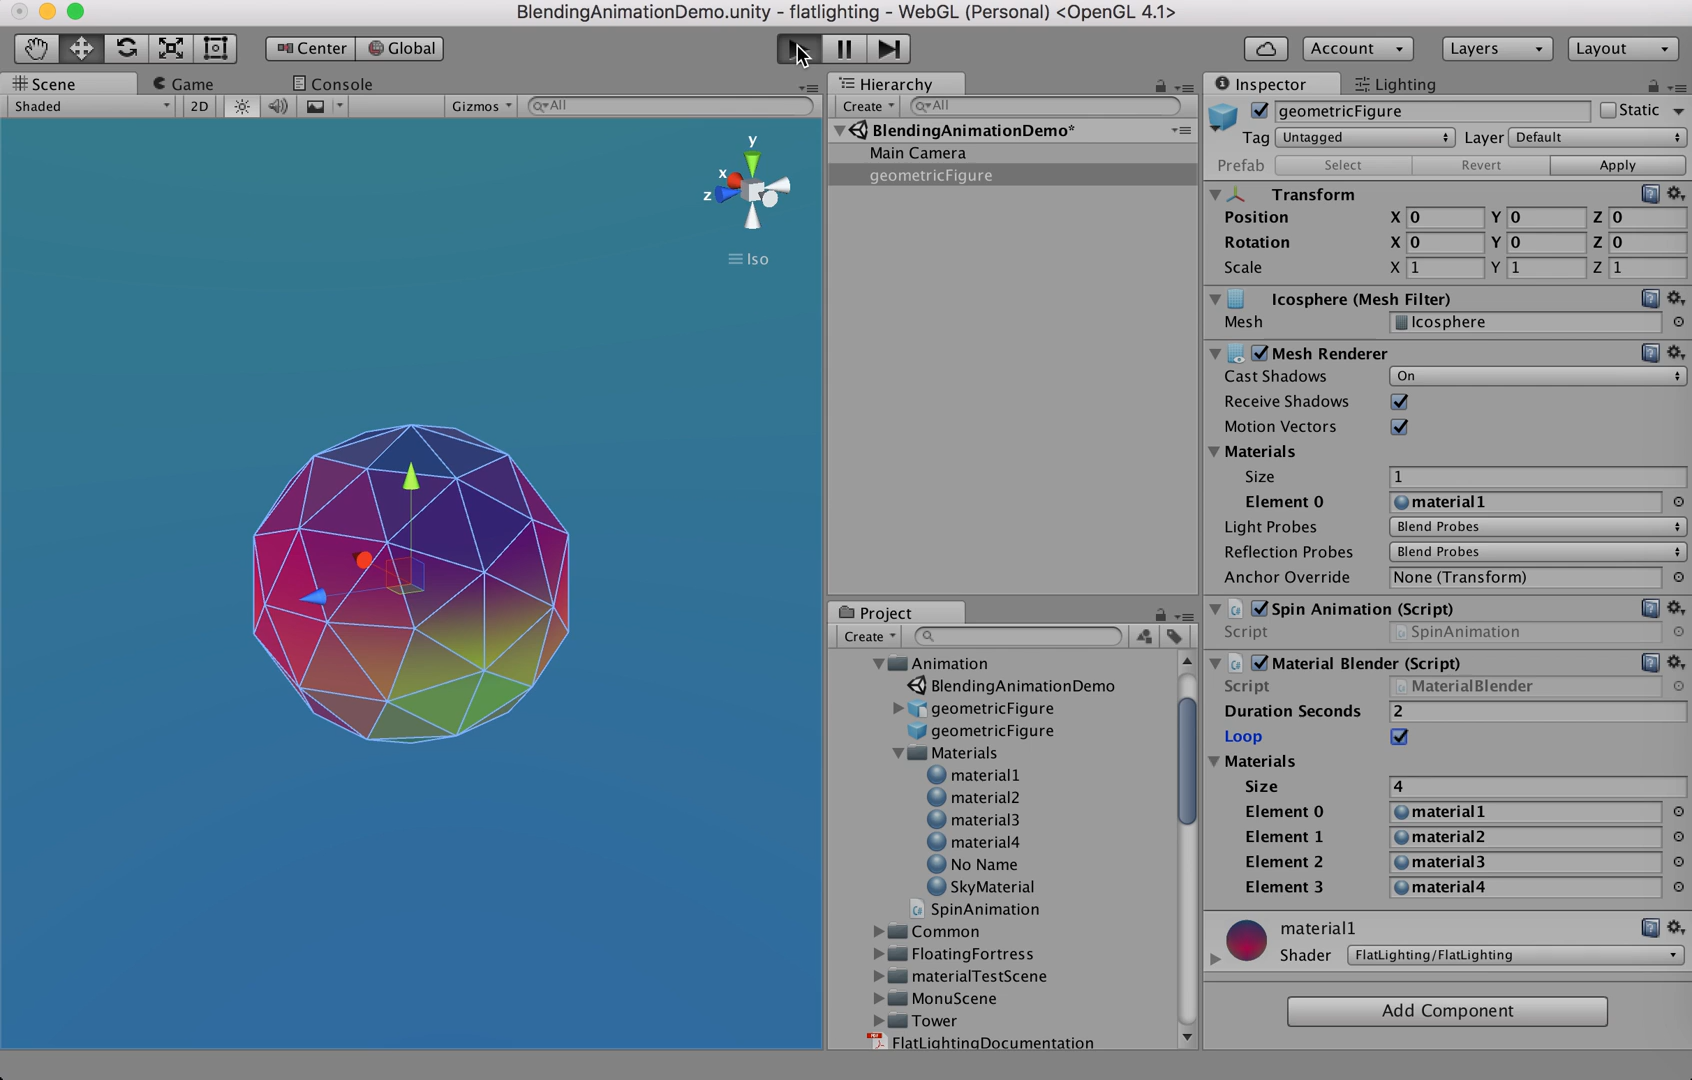 BlendingAnimationDemo.unity - flatlighting - WebGL (Personal) <OpenGL 4.1>
Center Global Account Layers Layout
Scene Game Console
Shaded 2D Gizmos All
y
x
z
Iso
Hierarchy
Create All
BlendingAnimationDemo*
Main Camera
geometricFigure
Project
Create
Animation
BlendingAnimationDemo
geometricFigure
geometricFigure
Materials
material1
material2
material3
material4
No Name
SkyMaterial
SpinAnimation
Common
FloatingFortress
materialTestScene
MonuScene
Tower
FlatLightingDocumentation
Inspector Lighting
geometricFigure Static
Tag Untagged Layer Default
Prefab Select Revert Apply
Transform
Position X 0 Y 0 Z 0
Rotation X 0 Y 0 Z 0
Scale X 1 Y 1 Z 1
Icosphere (Mesh Filter)
Mesh Icosphere
Mesh Renderer
Cast Shadows On
Receive Shadows
Motion Vectors
Materials
Size 1
Element 0 material1
Light Probes Blend Probes
Reflection Probes Blend Probes
Anchor Override None (Transform)
Spin Animation (Script)
Script SpinAnimation
Material Blender (Script)
Script MaterialBlender
Duration Seconds 2
Loop
Materials
Size 4
Element 0 material1
Element 1 material2
Element 2 material3
Element 3 material4
material1
Shader FlatLighting/FlatLighting
Add Component